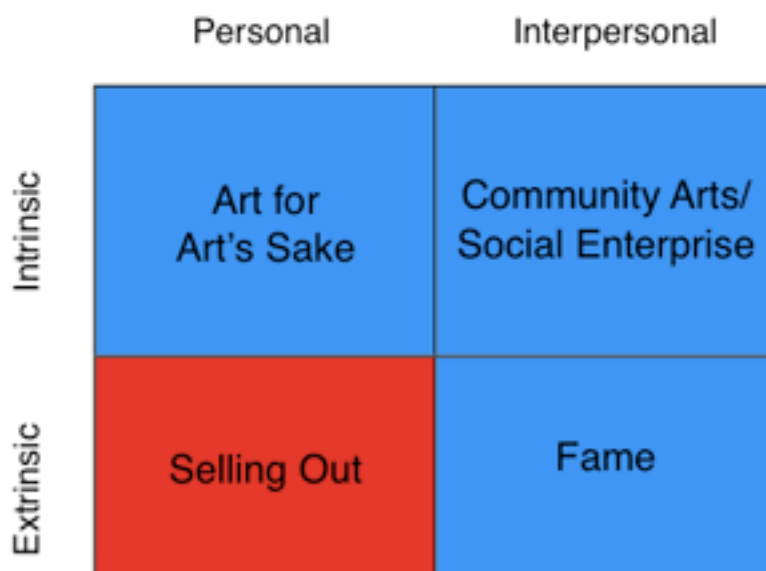 Personal
Interpersonal
Intrinsic
Art for
Art's Sake
Community Arts/
Social Enterprise
Extrinsic
Selling Out
Fame